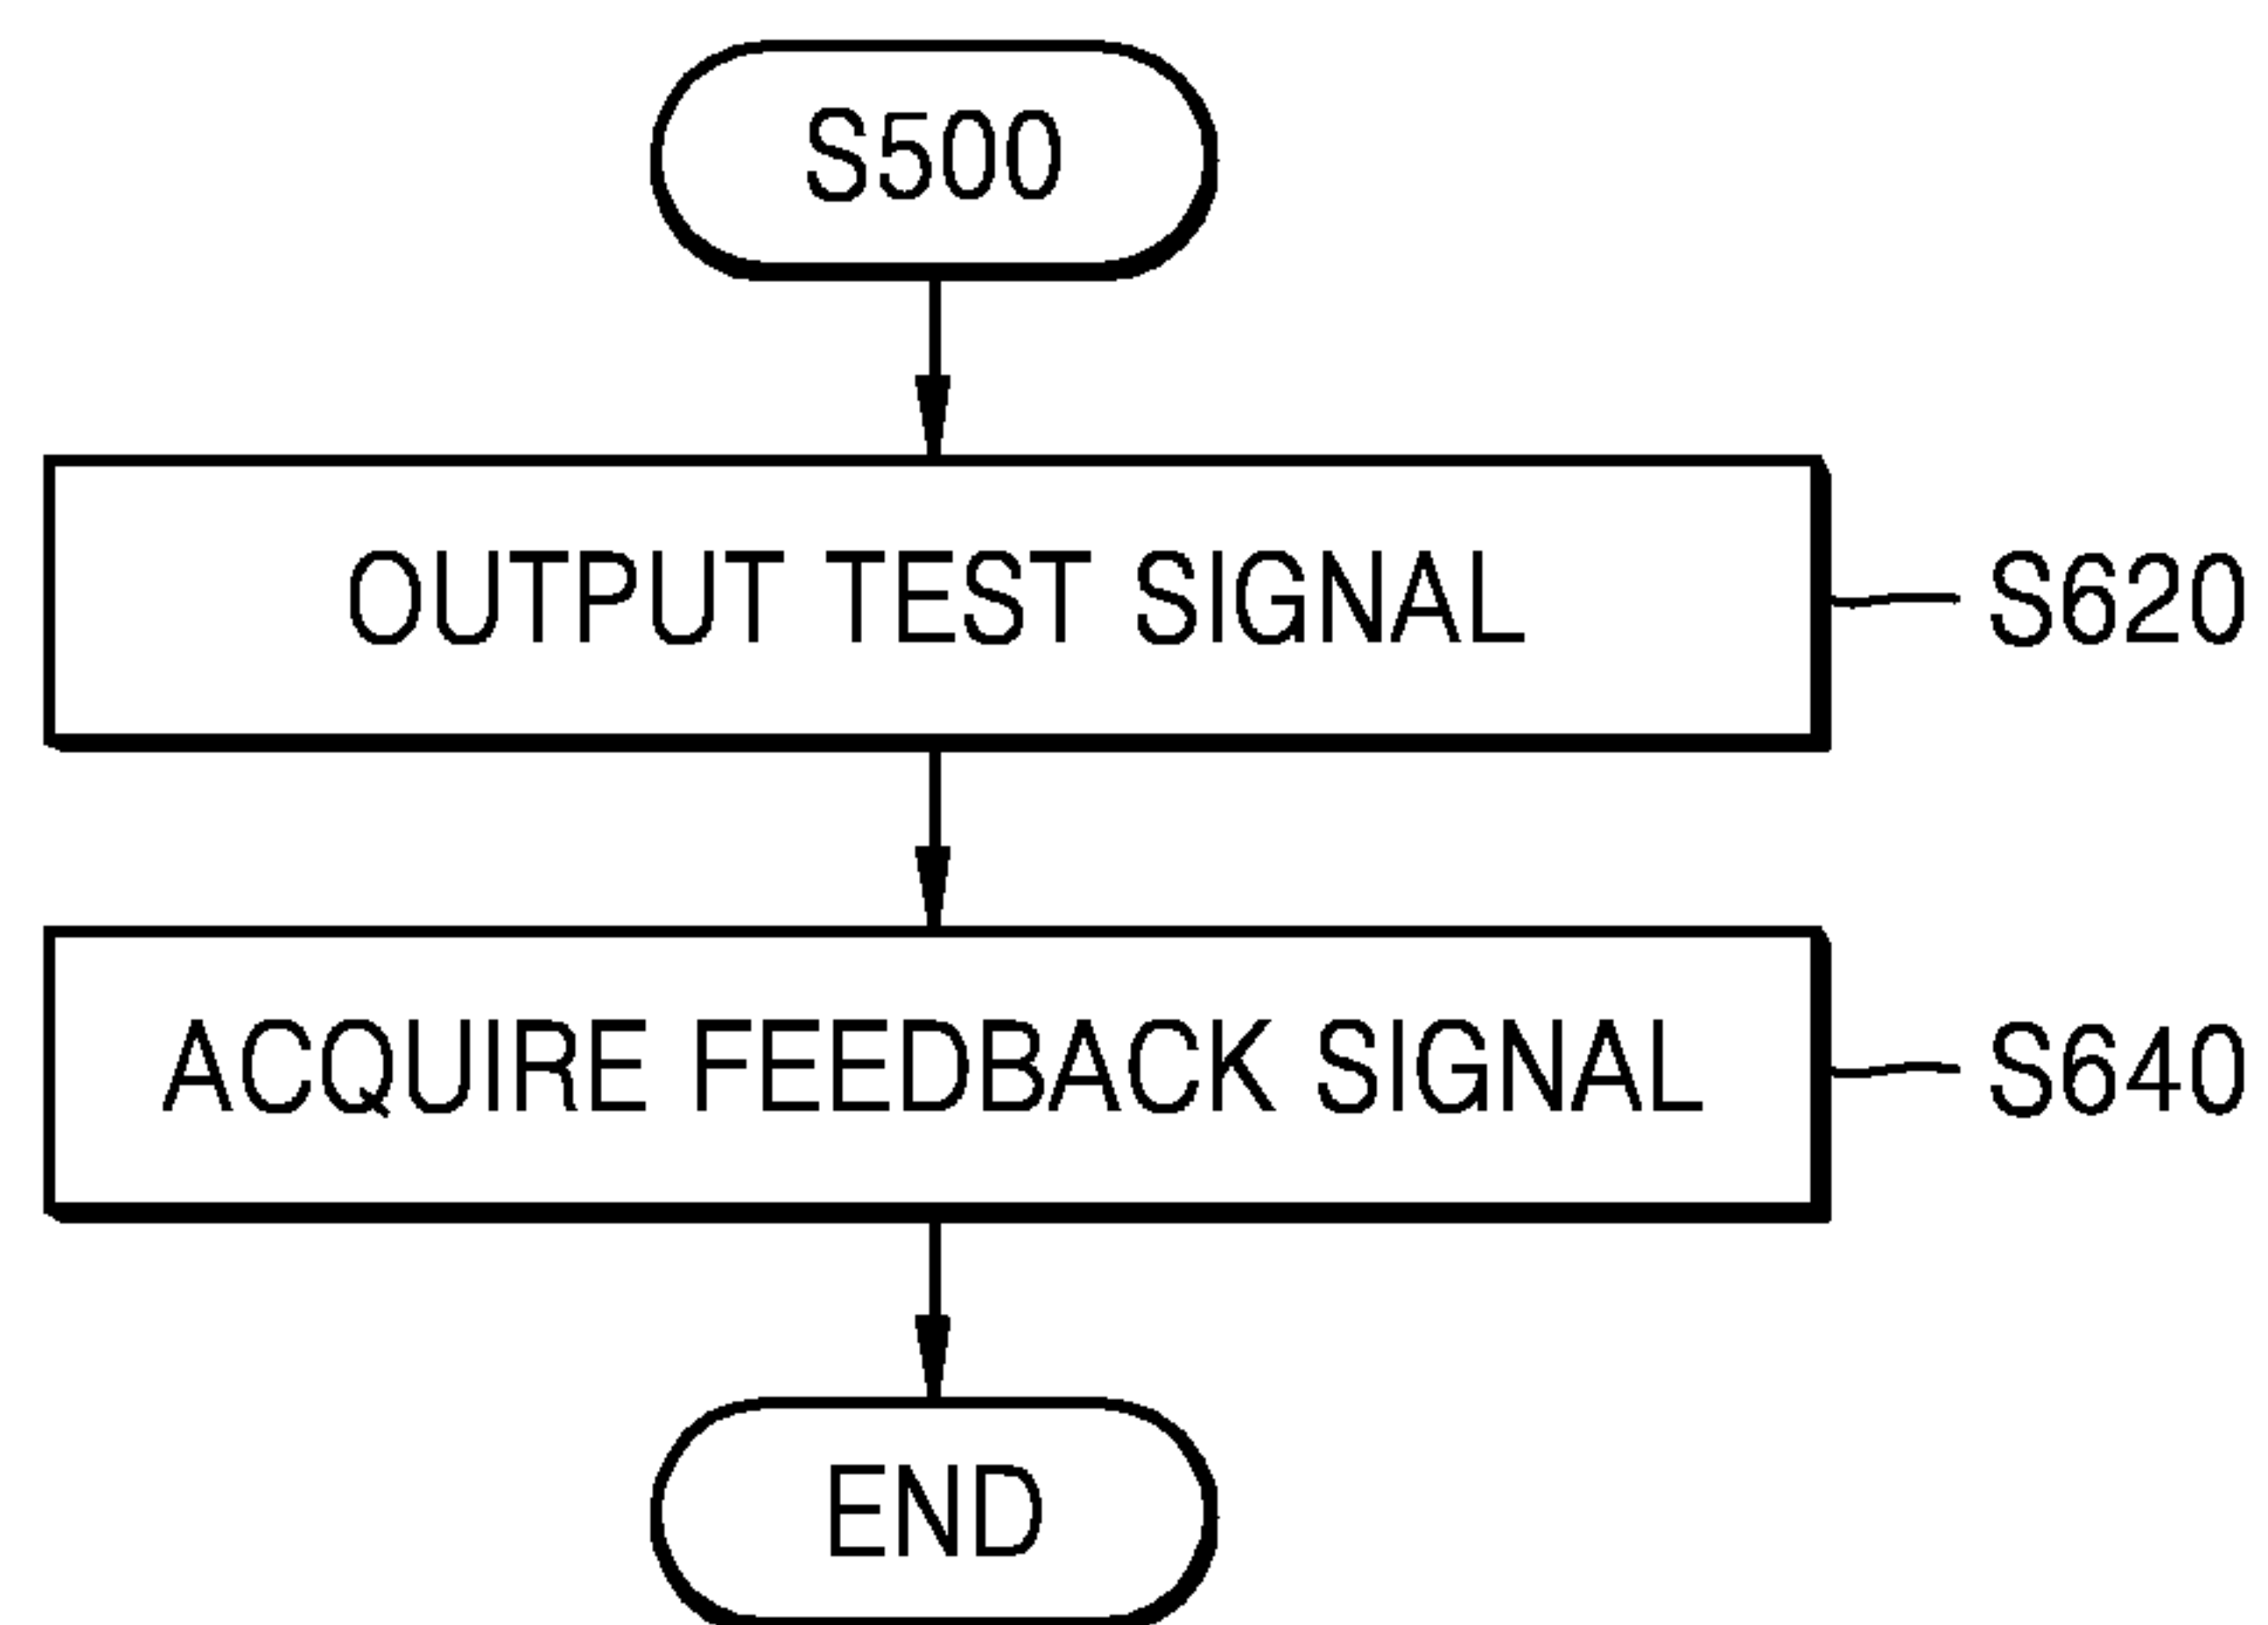 S500
OUTPUT TEST SIGNAL
S620
ACQUIRE FEEDBACK SIGNAL
S640
END